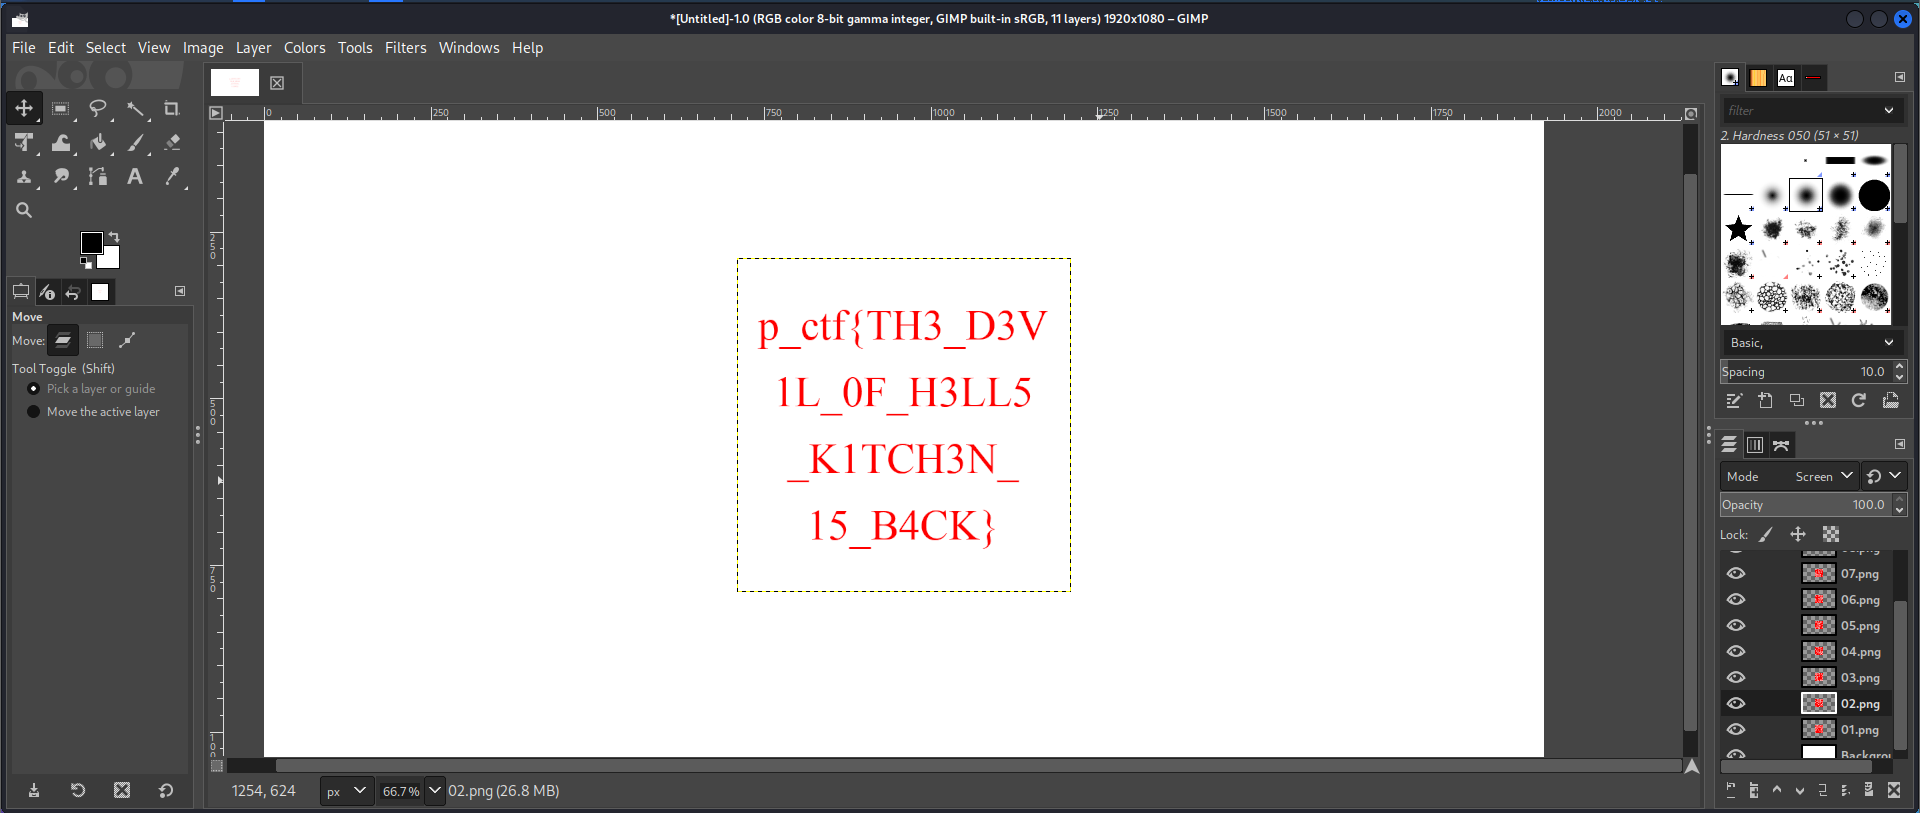 *[Untitled]-1.0 (RGB color 8-bit gamma integer, GIMP built-in sRGB, 11 layers) 1920x1080 – GIMP
File Edit Select View Image Layer Colors Tools Filters Windows Help
0 250 500 750 1000 1250 1500 1750 2000
250
500
750
p_ctf{TH3_D3V
1L_0F_H3LL5
_K1TCH3N_
15_B4CK}
Move
Move:
Tool Toggle (Shift)
Pick a layer or guide
Move the active layer
1254, 624 px 66.7% 02.png (26.8 MB)
Aa
filter
2. Hardness 050 (51 × 51)
Basic,
Spacing 10.0
Mode Screen
Opacity 100.0
Lock:
07.png
06.png
05.png
04.png
03.png
02.png
01.png